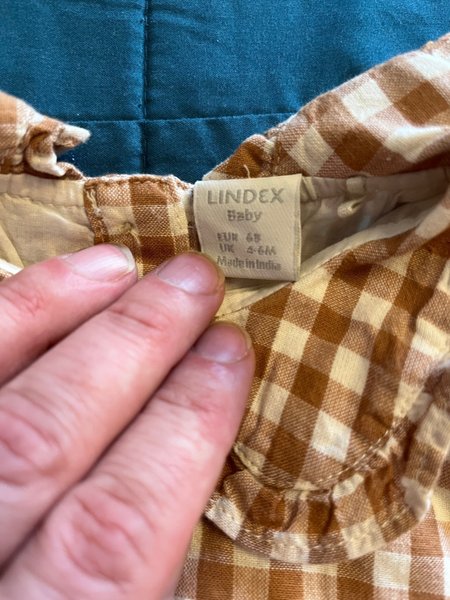 LINDEX
Baby
EUR 68
UK 4-6M
Made in India